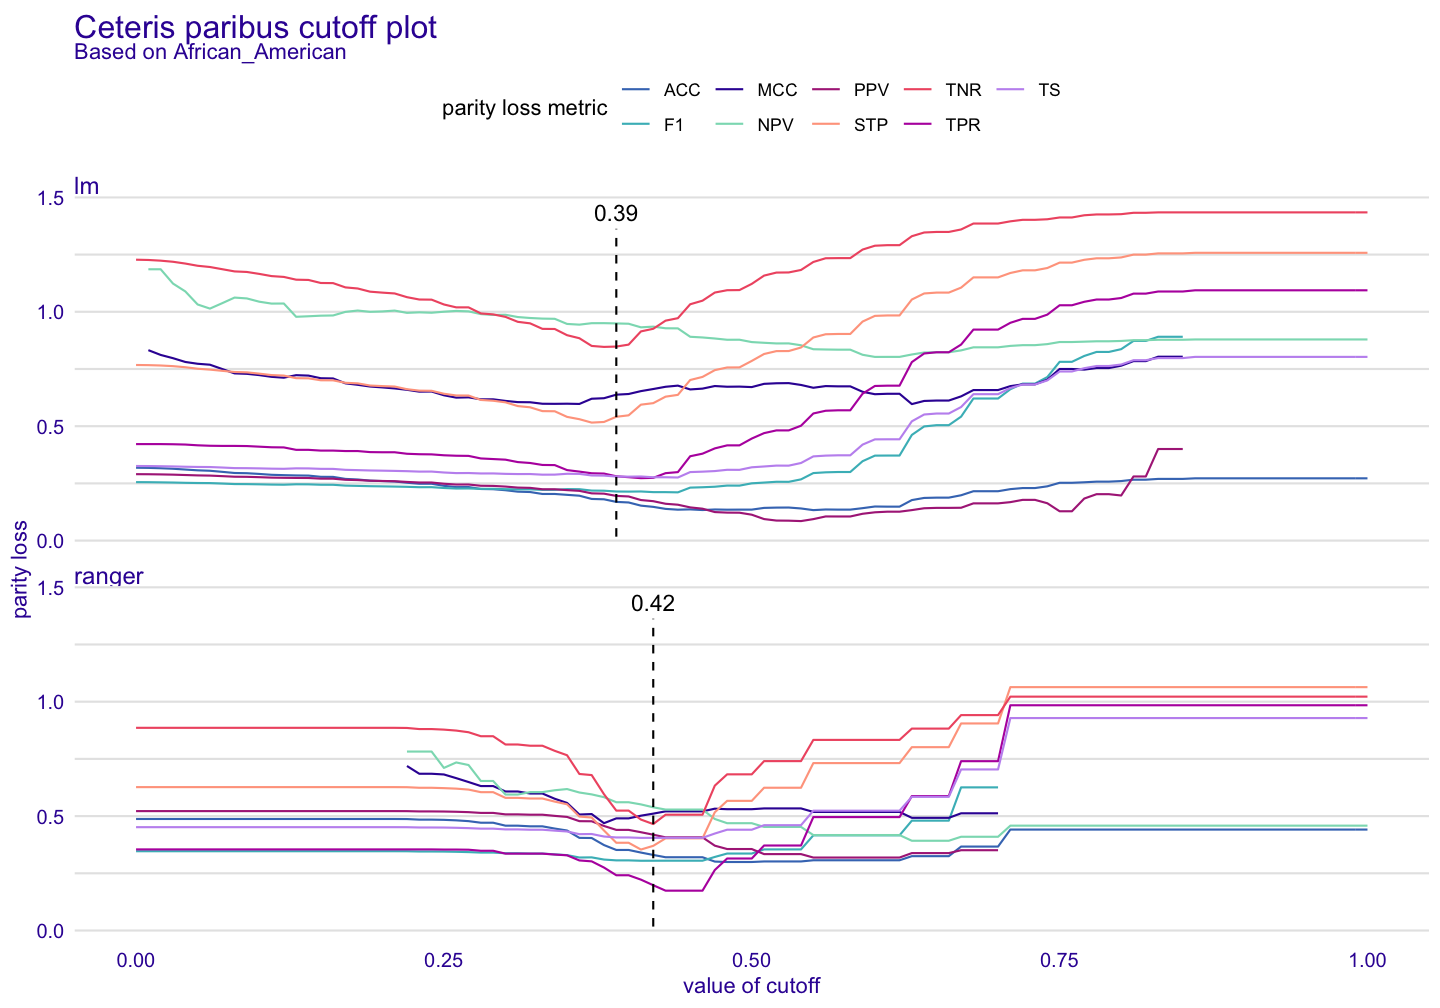 Ceteris paribus cutoff plot
Based on African_American
parity loss metric
ACC MCC PPV TNR TS
F1 NPV STP TPR
lm
1.5
0.39
1.0
0.5
0.0
parity loss
ranger
1.5
0.42
1.0
0.5
0.0
0.00 0.25 0.50 0.75 1.00
value of cutoff